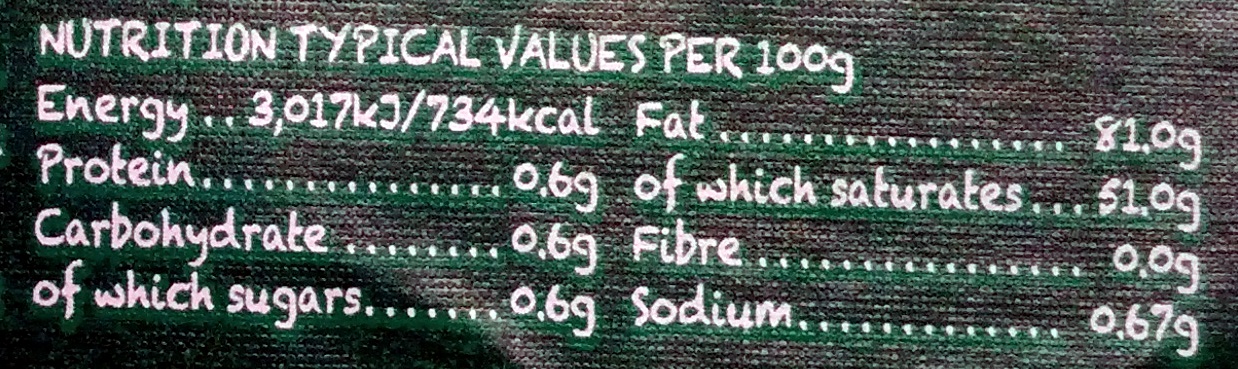 NUTRITION TYPICAL VALUES PER 100g
Energy .. 3,017kJ/734kcal
Protein............... 0.6g
Carbohydrate ........ 0.6g
of which sugars....... 0.6g
Fat ................. 81.0g
of which saturates... 51.0g
Fibre................. 0.0g
Sodium.............. 0.67g